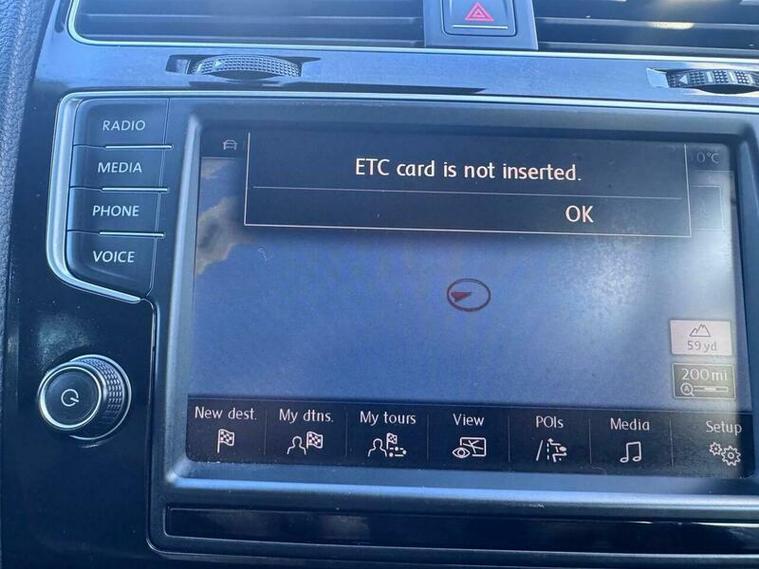 RADIO
MEDIA
PHONE
VOICE
ETC card is not inserted.
OK
0°C
59 yd
200 mi
A
New dest.
My dtns.
My tours
View
POIs
Media
Setup